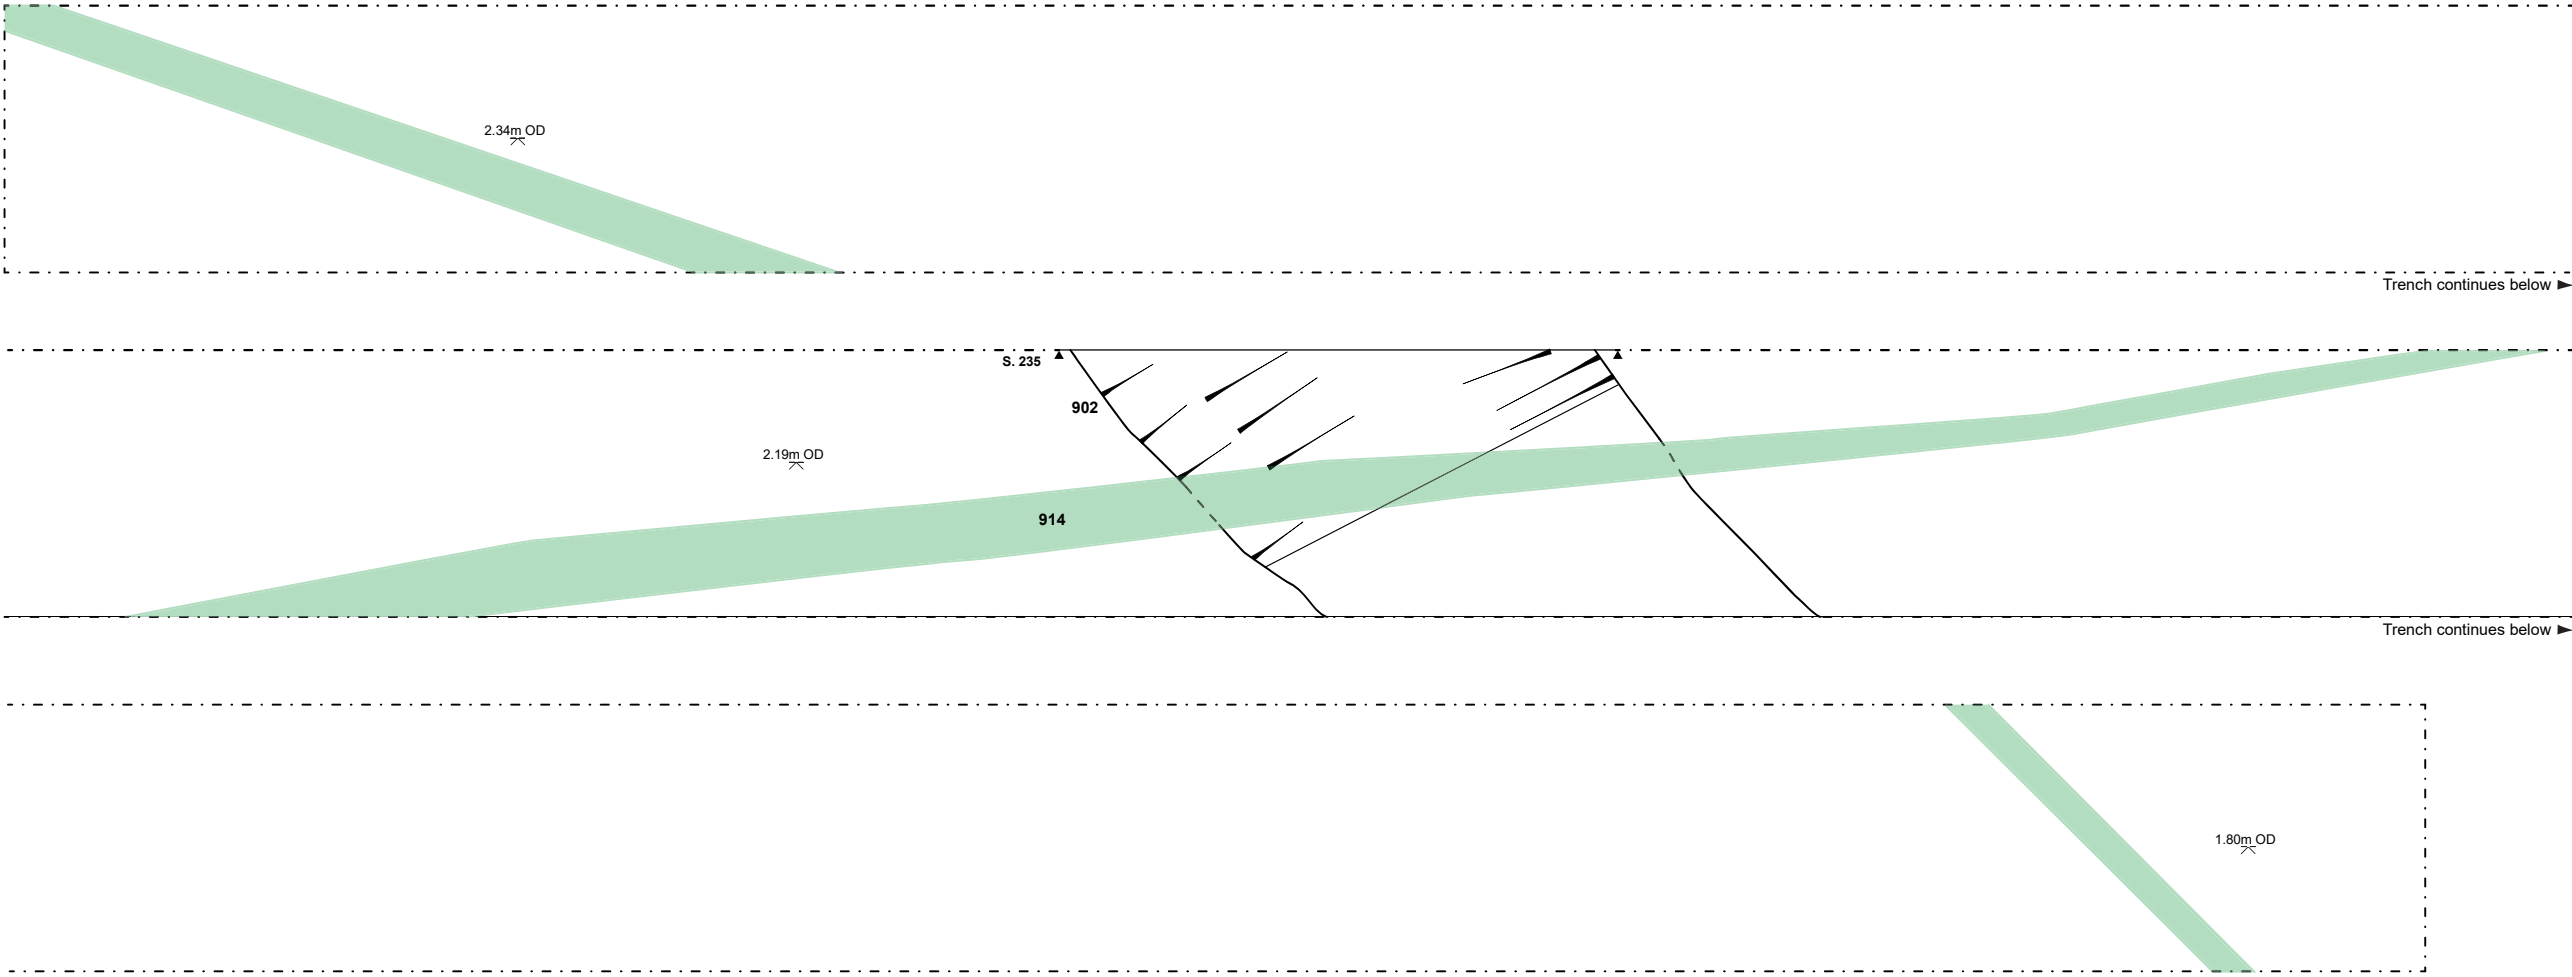 2.34m OD
Trench continues below ►
S. 235
902
2.19m OD
914
Trench continues below ►
1.80m OD